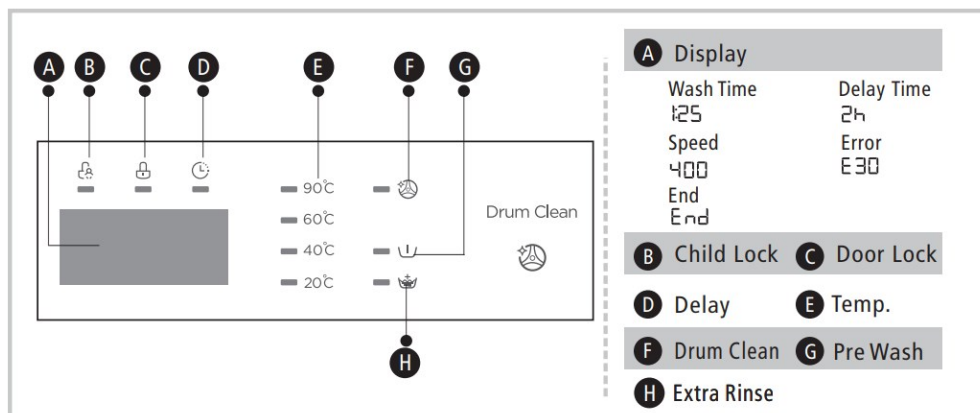 A B C D E F G
90°C
60°C
40°C
20°C
Drum Clean
H
A Display
Wash Time Delay Time
1:25 2h
Speed Error
400 E30
End
End
B Child Lock C Door Lock
D Delay E Temp.
F Drum Clean G Pre Wash
H Extra Rinse